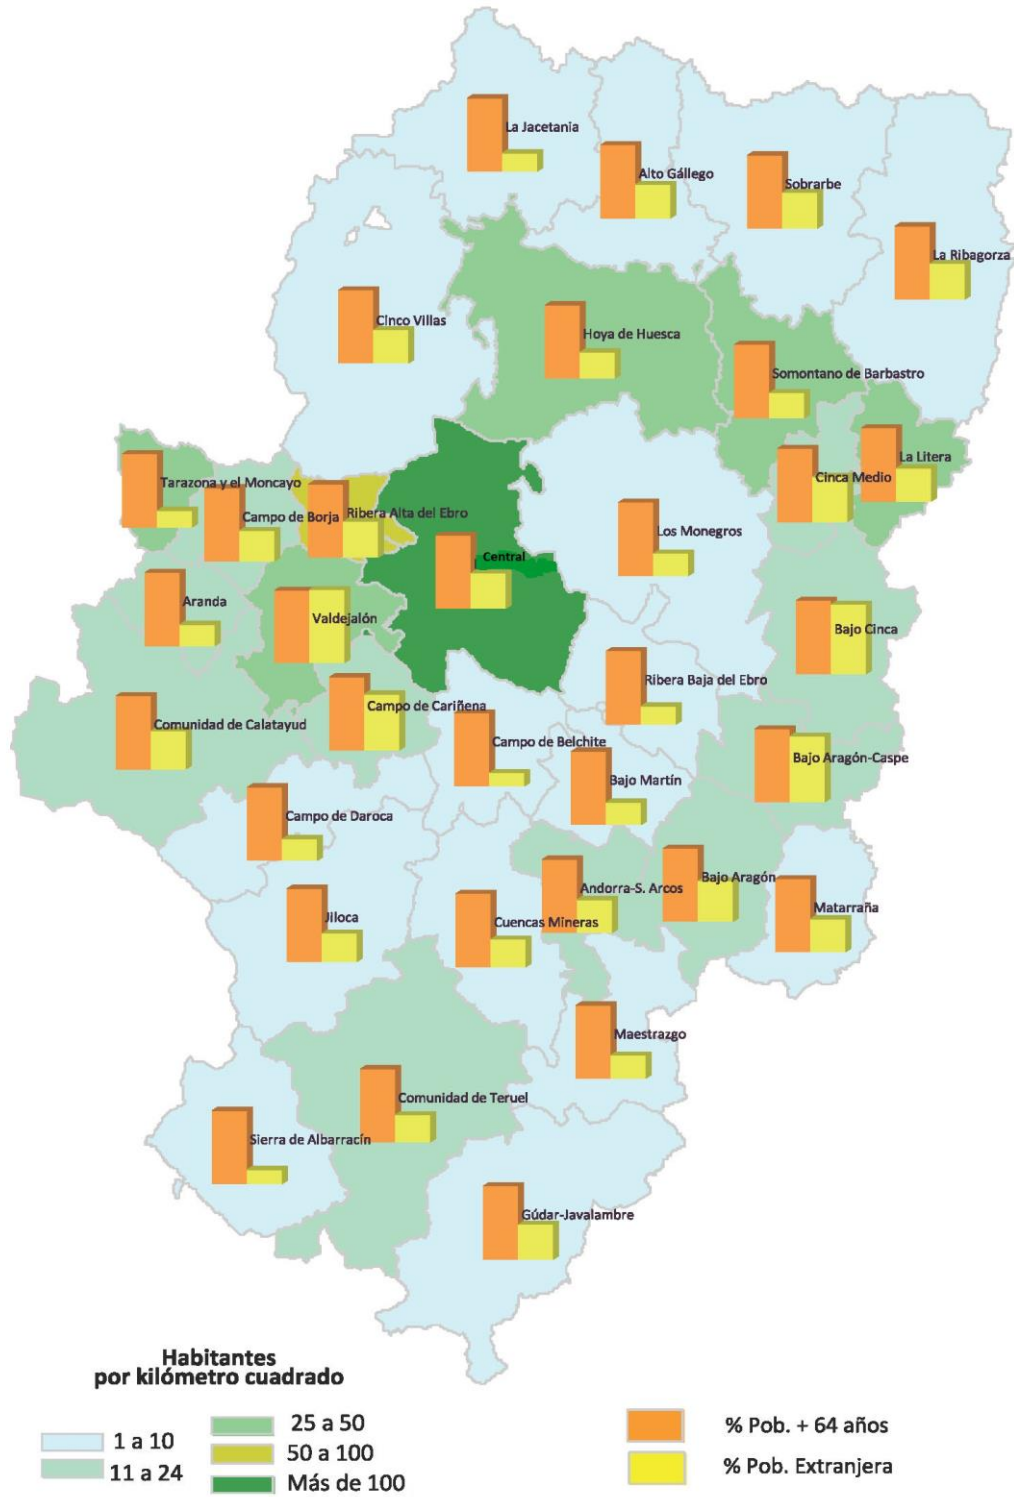 La Jacetania
Alto Gállego
Sobrarbe
La Ribagorza
Cinco Villas
Hoya de Huesca
Somontano de Barbastro
La Litera
Cinca Medio
Tarazona y el Moncayo
Campo de Borja
Ribera Alta del Ebro
Los Monegros
Central
Aranda
Valdejalón
Bajo Cinca
Ribera Baja del Ebro
Campo de Cariñena
Comunidad de Calatayud
Campo de Belchite
Bajo Aragón-Caspe
Bajo Martín
Campo de Daroca
Bajo Aragón
Andorra-S. Arcos
Matarraña
Jiloca
Cuencas Mineras
Maestrazgo
Comunidad de Teruel
Sierra de Albarracín
Gúdar-Javalambre
Habitantes
por kilómetro cuadrado
1 a 10
11 a 24
25 a 50
50 a 100
Más de 100
% Pob. + 64 años
% Pob. Extranjera